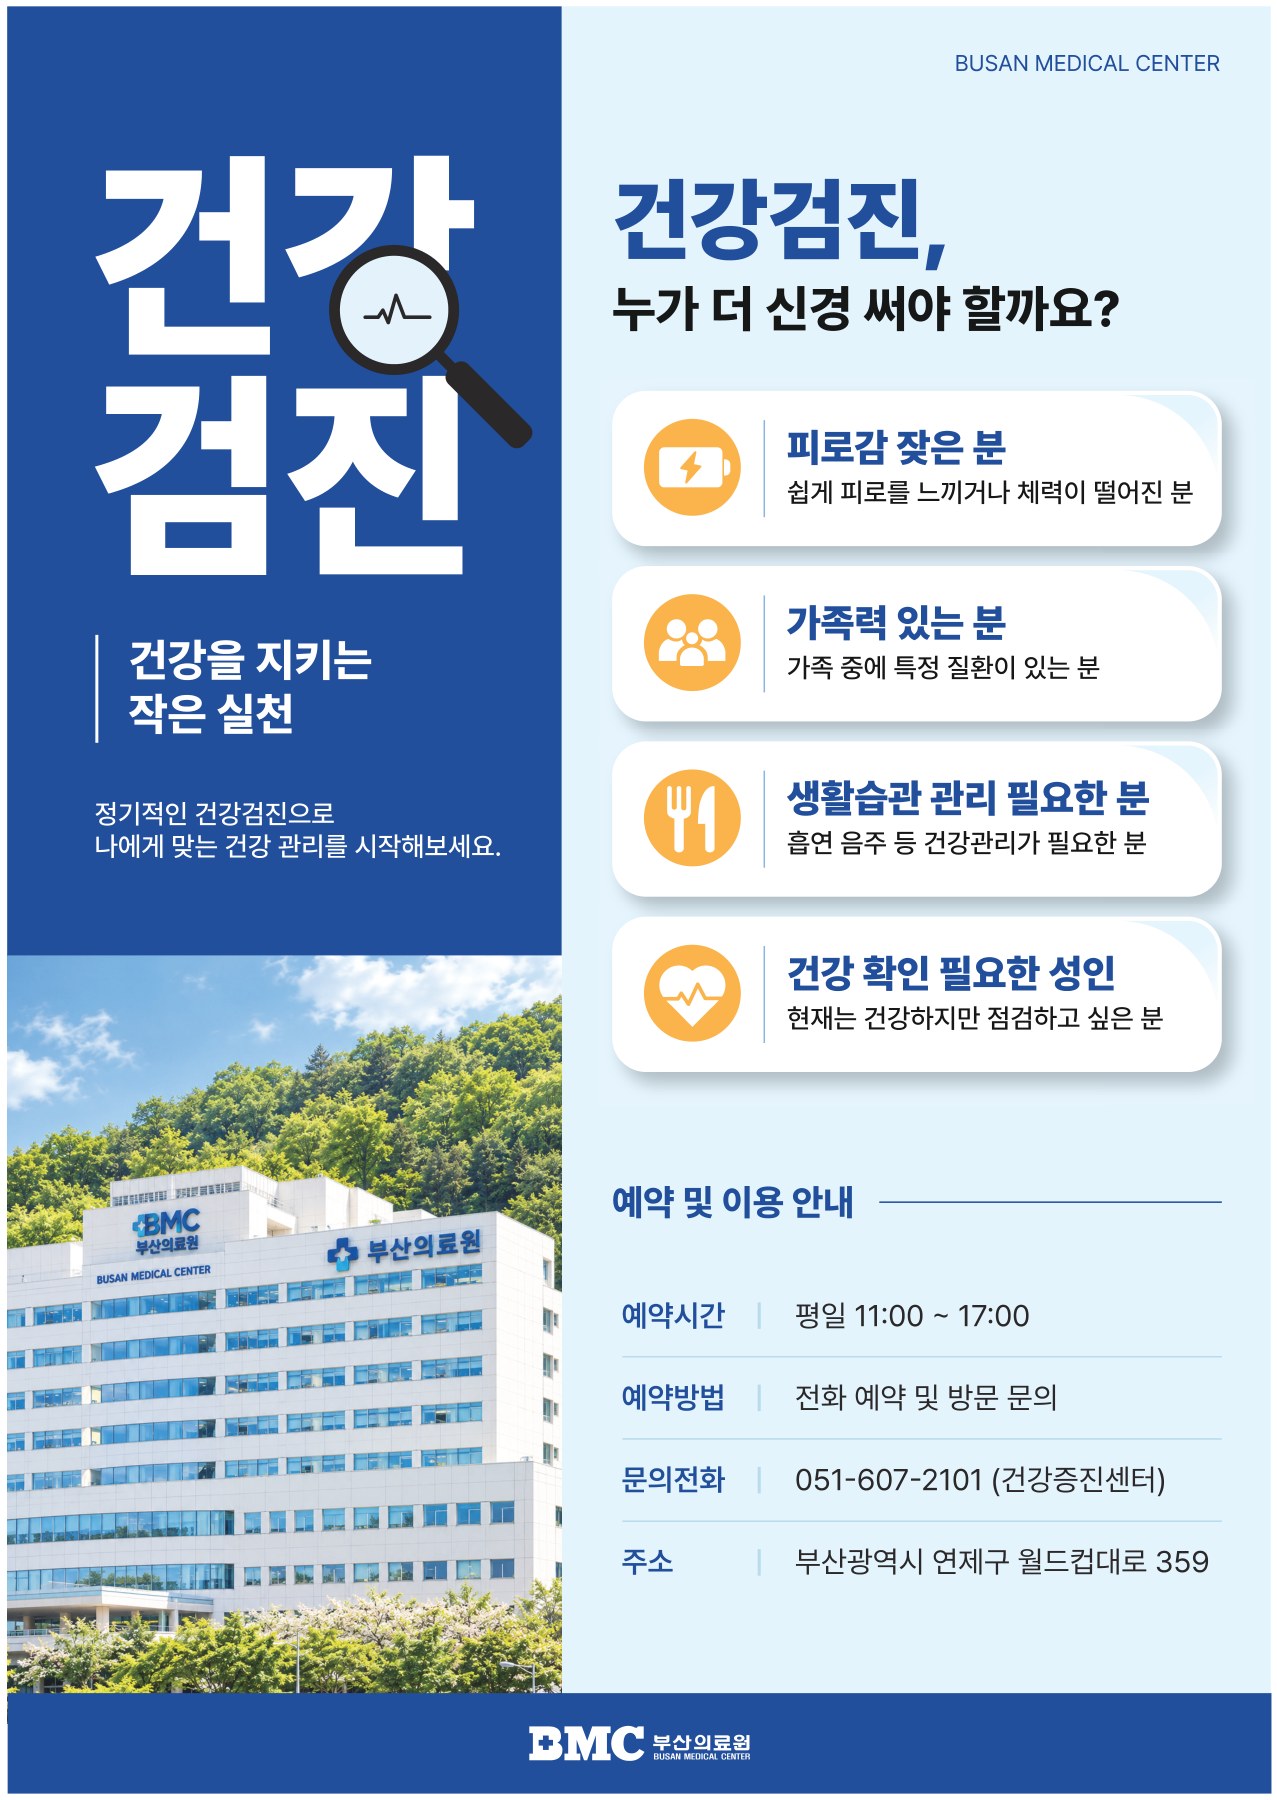 건강
검진
건강을 지키는
작은 실천
정기적인 건강검진으로
나에게 맞는 건강 관리를 시작해보세요.
BMC
부산의료원
BUSAN MEDICAL CENTER
부산의료원
BUSAN MEDICAL CENTER
건강검진,
누가 더 신경 써야 할까요?
피로감 잦은 분
쉽게 피로를 느끼거나 체력이 떨어진 분
가족력 있는 분
가족 중에 특정 질환이 있는 분
생활습관 관리 필요한 분
흡연 음주 등 건강관리가 필요한 분
건강 확인 필요한 성인
현재는 건강하지만 점검하고 싶은 분
예약 및 이용 안내
예약시간 평일 11:00 ~ 17:00
예약방법 전화 예약 및 방문 문의
문의전화 051-607-2101 (건강증진센터)
주소 부산광역시 연제구 월드컵대로 359
BMC 부산의료원
BUSAN MEDICAL CENTER